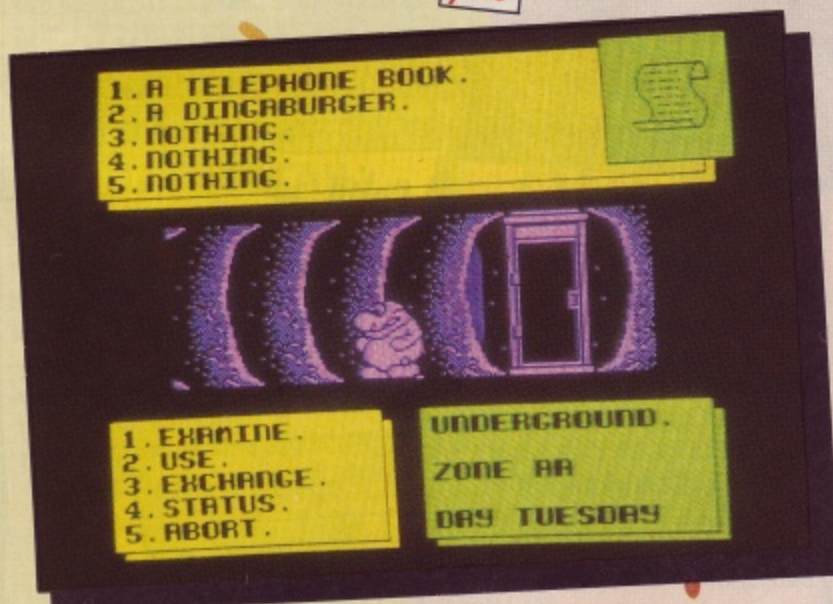 1.A TELEPHONE BOOK.
2.A DINGABURGER.
3.NOTHING.
4.NOTHING.
5.NOTHING.
1.EXAMINE.
2.USE.
3.EXCHANGE.
4.STATUS.
5.ABORT.
UNDERGROUND.
ZONE AA
DAY TUESDAY